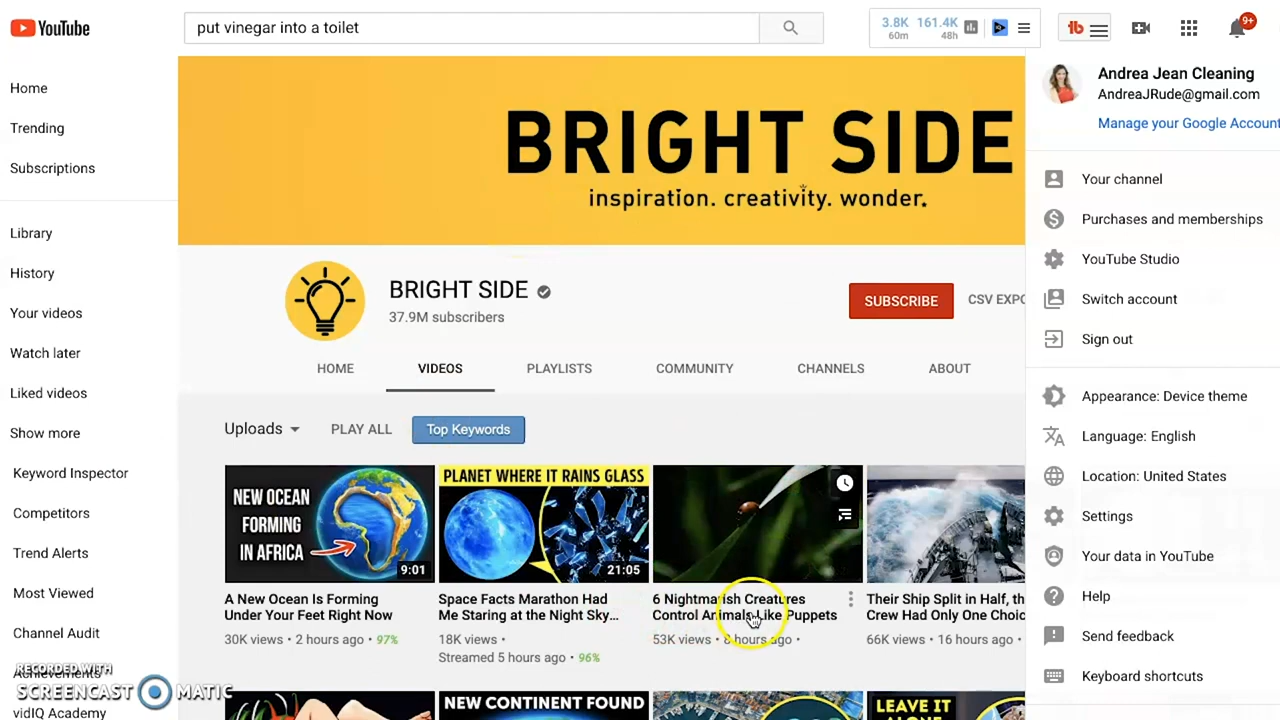 YouTube
put vinegar into a toilet
3.8K 161.4K
60m 48h
9+
Home
Trending
Subscriptions
Library
History
Your videos
Watch later
Liked videos
Show more
Keyword Inspector
Competitors
Trend Alerts
Most Viewed
Channel Audit
Achievements
vidIQ Academy
RECORDED WITH
SCREENCAST MATIC
BRIGHT SIDE
inspiration. creativity. wonder.
BRIGHT SIDE
37.9M subscribers
SUBSCRIBE
CSV EXPO
HOME VIDEOS PLAYLISTS COMMUNITY CHANNELS ABOUT
Uploads PLAY ALL Top Keywords
NEW OCEAN
FORMING
IN AFRICA
9:01
A New Ocean Is Forming
Under Your Feet Right Now
30K views • 2 hours ago • 97%
PLANET WHERE IT RAINS GLASS
21:05
Space Facts Marathon Had
Me Staring at the Night Sky...
18K views •
Streamed 5 hours ago • 96%
6 Nightmarish Creatures
Control Animals Like Puppets
53K views • 8 hours ago •
Their Ship Split in Half, th
Crew Had Only One Choic
66K views • 16 hours ago •
NEW CONTINENT FOUND
LEAVE IT
Andrea Jean Cleaning
AndreaJRude@gmail.com
Manage your Google Account
Your channel
Purchases and memberships
YouTube Studio
Switch account
Sign out
Appearance: Device theme
Language: English
Location: United States
Settings
Your data in YouTube
Help
Send feedback
Keyboard shortcuts